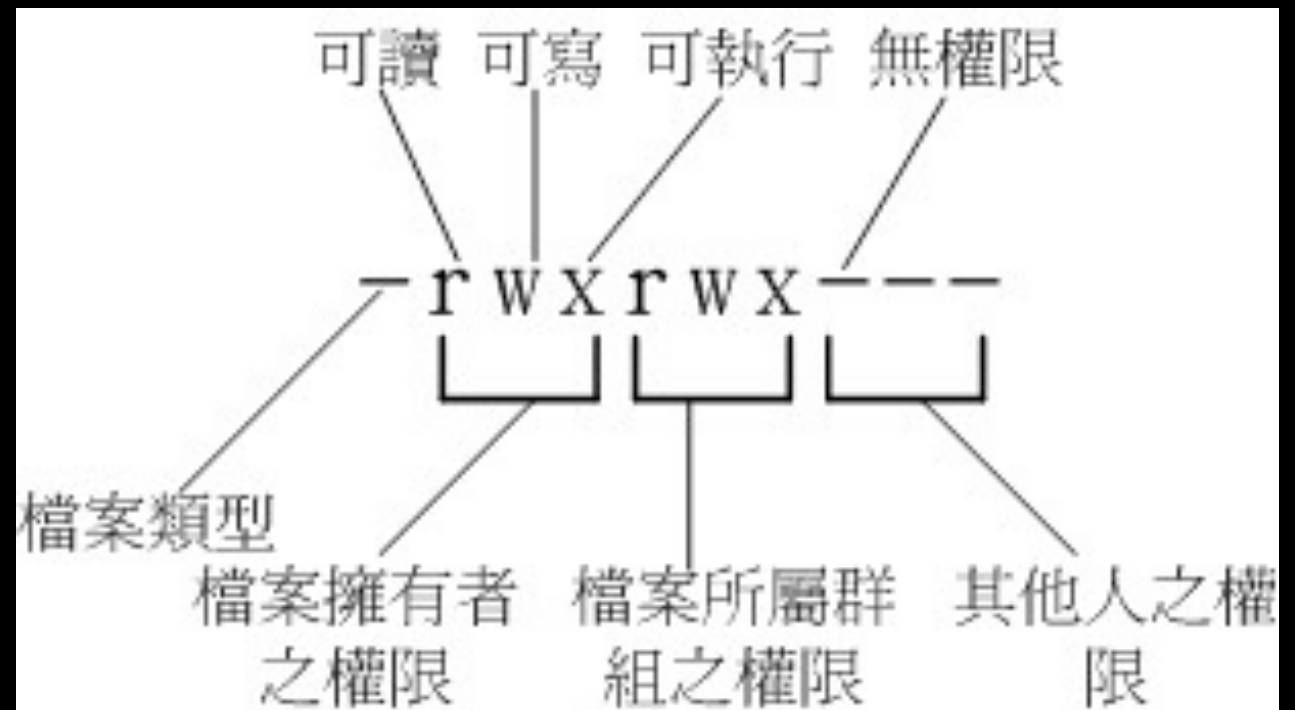 可讀 可寫 可執行 無權限
-rwxrwx---
檔案類型
檔案擁有者之權限
檔案所屬群組之權限
其他人之權限